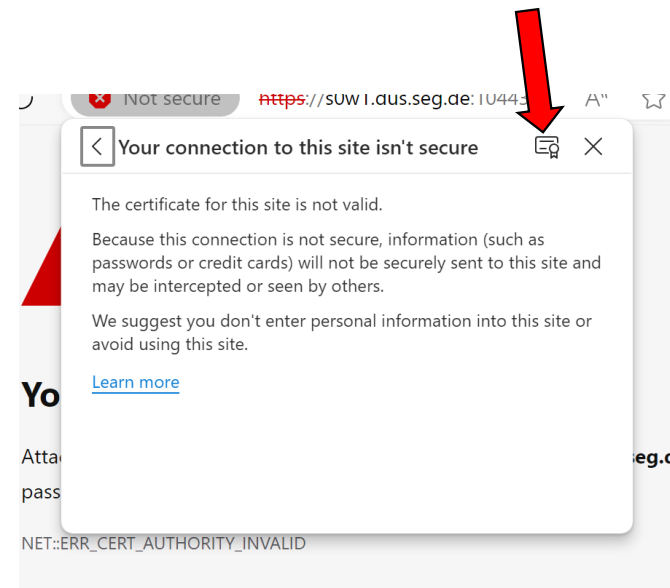 Not secure https://s0w1.dus.seg.de:10443 A"
Your connection to this site isn't secure
The certificate for this site is not valid.
Because this connection is not secure, information (such as
passwords or credit cards) will not be securely sent to this site and
may be intercepted or seen by others.
We suggest you don't enter personal information into this site or
avoid using this site.
Learn more
Yo
Atta
seg.d
pass
NET::ERR_CERT_AUTHORITY_INVALID